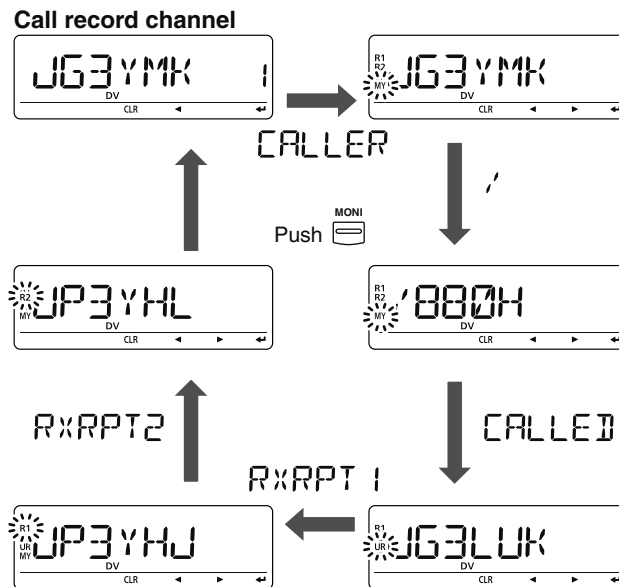 Call record channel
JG3YMK 1
DV
CLR ◄ ↵
R1
R2
MY JG3YMK
DV
CLR ◄ ► ↵
CALLER
/
MONI
Push
R2
MY JP3YHL
DV
CLR ◄ ► ↵
R1
R2
MY /880H
DV
CLR ◄ ► ↵
RXRPT2
CALLED
RXRPT1
R1
UR
MY JP3YHJ
DV
CLR ◄ ► ↵
R1
UR JG3LUK
DV
CLR ◄ ► ↵